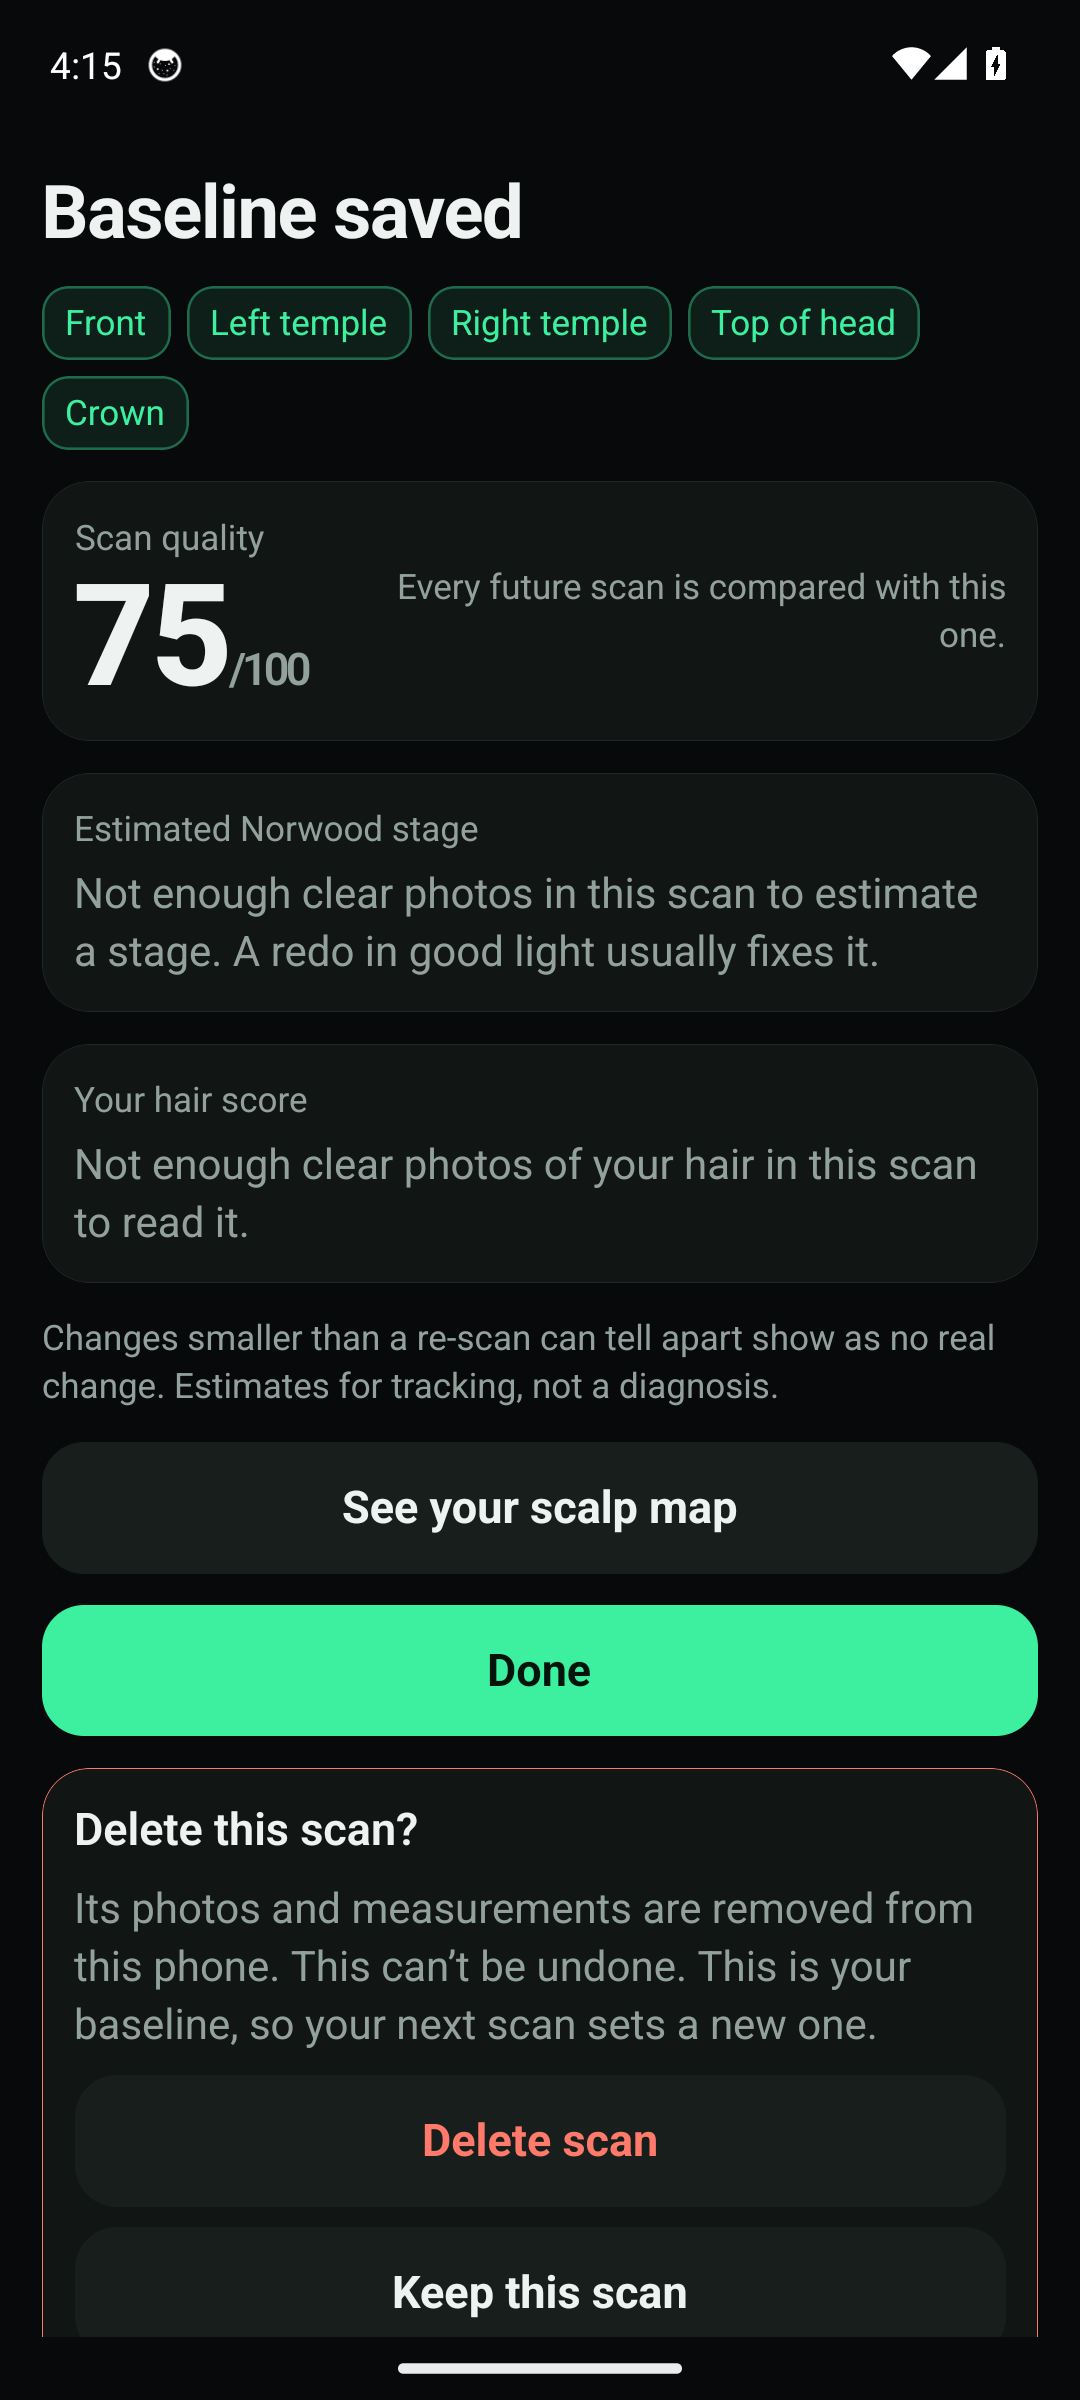 4:15
Baseline saved
Front
Left temple
Right temple
Top of head
Crown
Scan quality
75/100
Every future scan is compared with this
one.
Estimated Norwood stage
Not enough clear photos in this scan to estimate
a stage. A redo in good light usually fixes it.
Your hair score
Not enough clear photos of your hair in this scan
to read it.
Changes smaller than a re-scan can tell apart show as no real
change. Estimates for tracking, not a diagnosis.
See your scalp map
Done
Delete this scan?
Its photos and measurements are removed from
this phone. This can’t be undone. This is your
baseline, so your next scan sets a new one.
Delete scan
Keep this scan